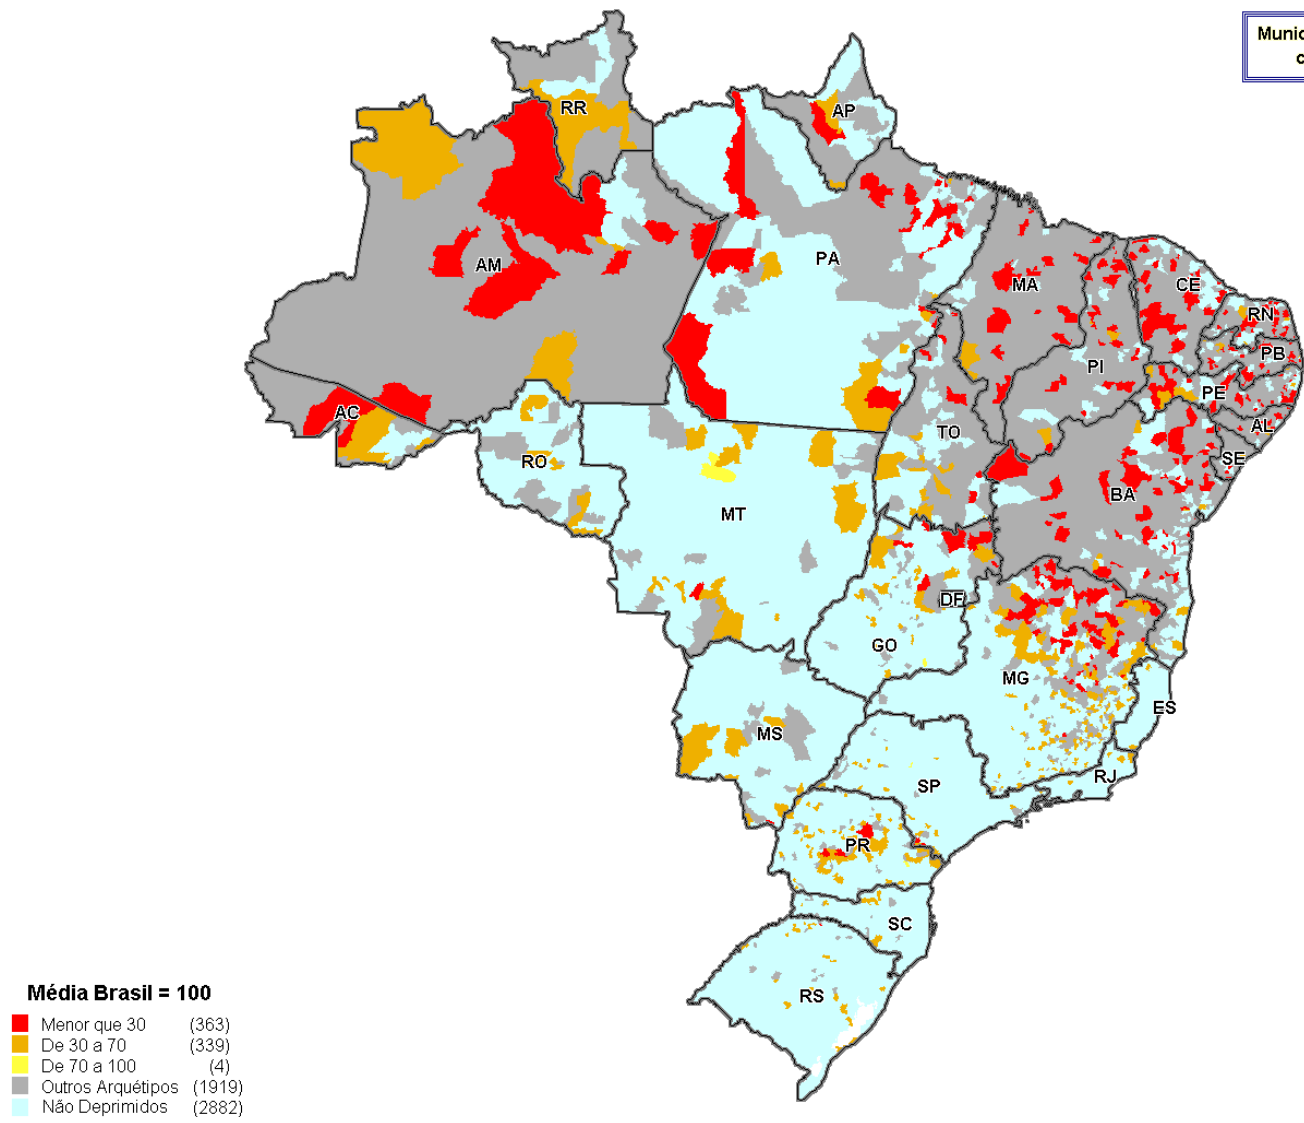 Munic
c
RR
AP
AM
PA
MA
CE
RN
PB
PI
PE
AC
AL
TO
SE
RO
BA
MT
DF
GO
MG
ES
MS
RJ
SP
PR
SC
RS
Média Brasil = 100
Menor que 30 (363)
De 30 a 70 (339)
De 70 a 100 (4)
Outros Arquétipos (1919)
Não Deprimidos (2882)